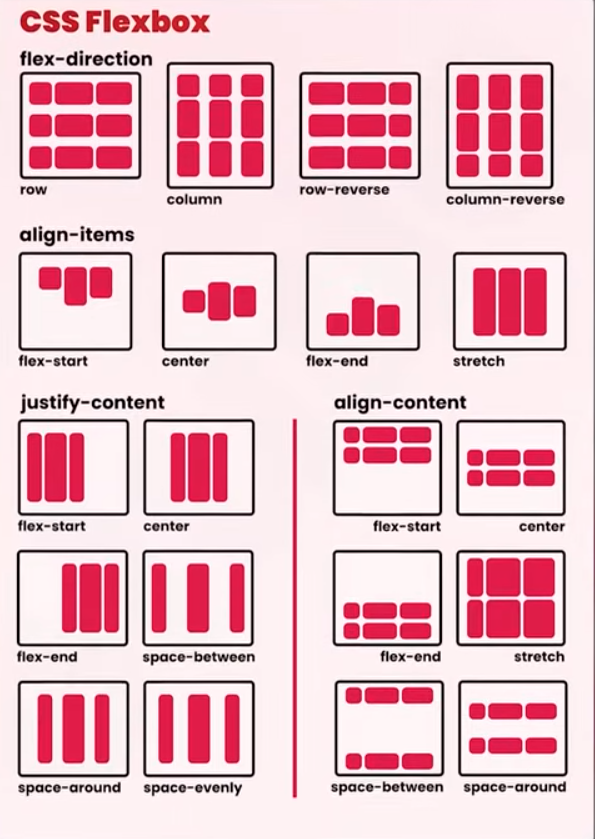 CSS Flexbox
flex-direction
row
column
row-reverse
column-reverse
align-items
flex-start
center
flex-end
stretch
justify-content
flex-start
center
flex-end
space-between
space-around
space-evenly
align-content
flex-start
center
flex-end
stretch
space-between
space-around